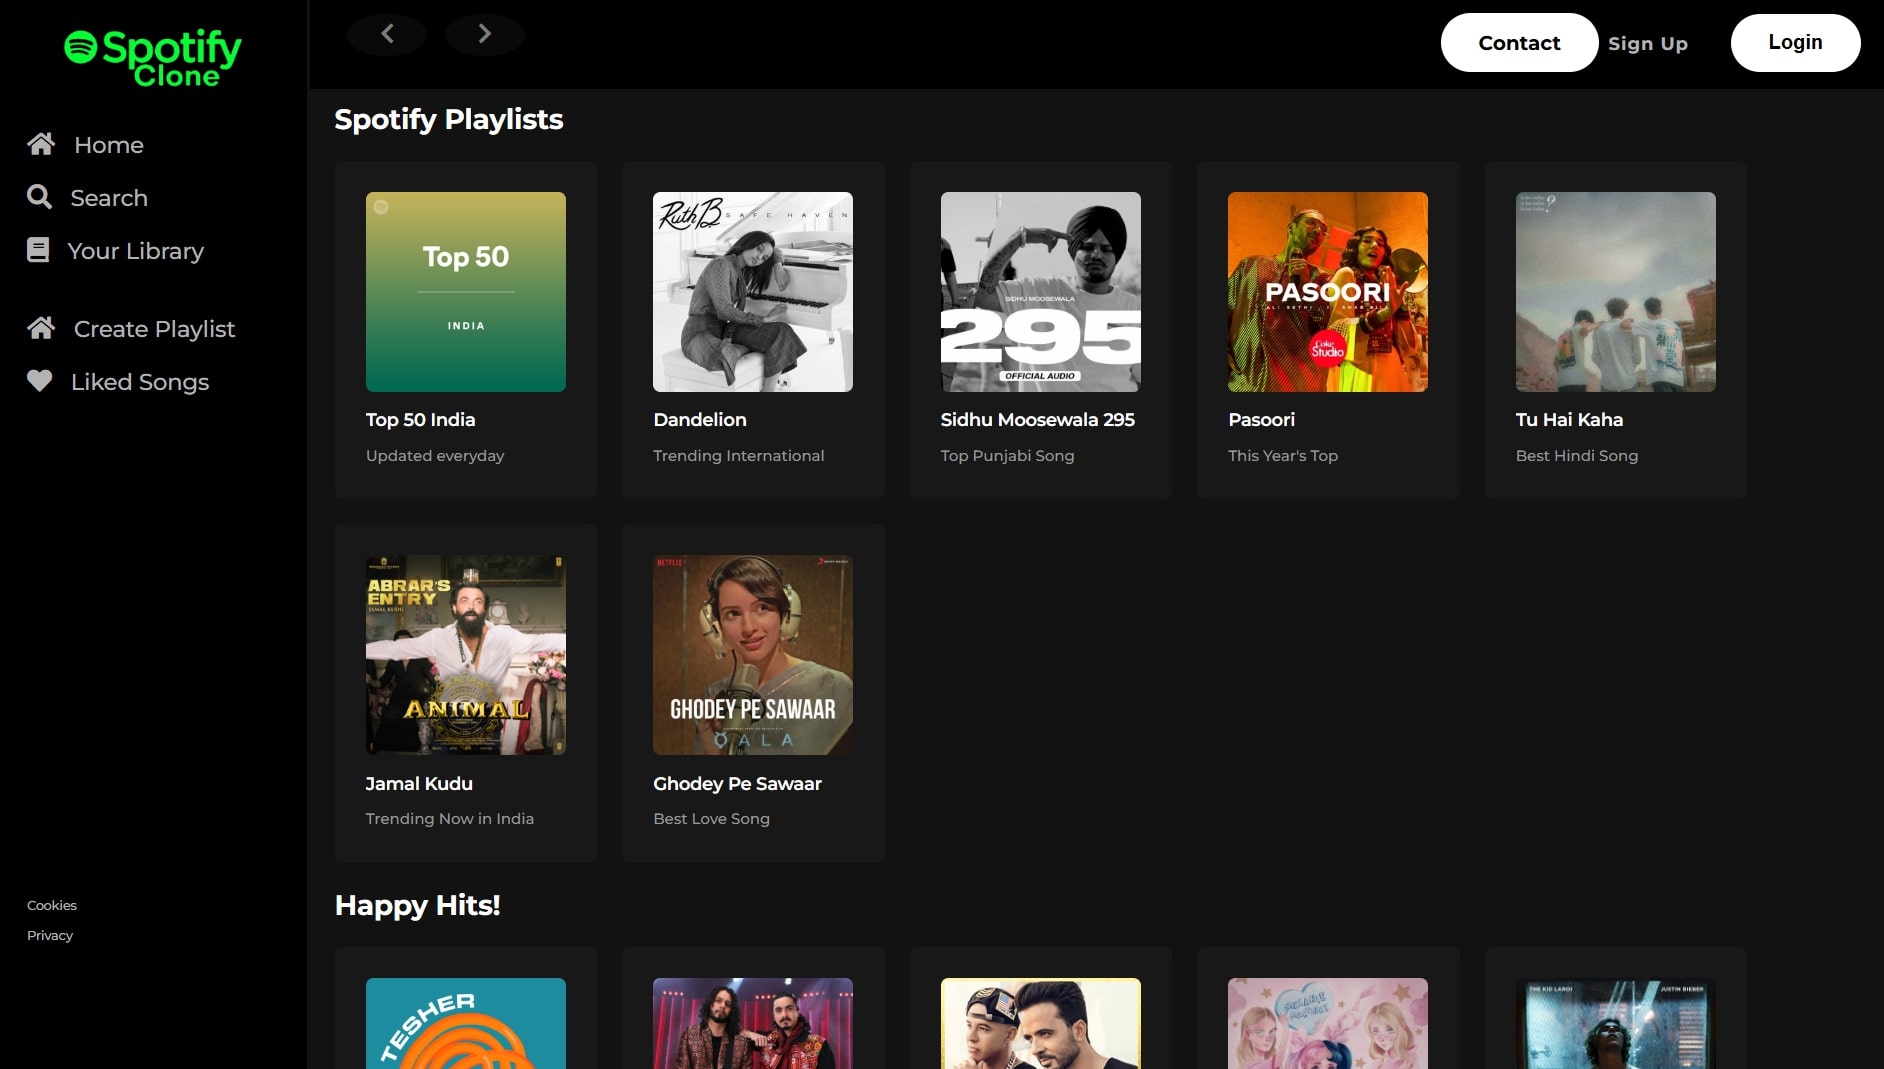 Spotify
Clone
Home
Search
Your Library
Create Playlist
Liked Songs
Cookies
Privacy
Contact
Sign Up
Login
Spotify Playlists
Top 50
INDIA
Top 50 India
Updated everyday
Ruth B. SAFE HAVEN
Dandelion
Trending International
SIDHU MOOSEWALA
295
OFFICIAL AUDIO
Sidhu Moosewala 295
Top Punjabi Song
PASOORI
ALI SETHI
Coke
Studio
Pasoori
This Year's Top
?
Tu Hai Kaha
Best Hindi Song
ABRAR'S
ENTRY
JAMAL KUDU
ANIMAL
Jamal Kudu
Trending Now in India
NETFLIX
SONY MUSIC
GHODEY PE SAWAAR
QALA
Ghodey Pe Sawaar
Best Love Song
Happy Hits!
TESHER
MELANIE
MARTINEZ
THE KID LAROI
JUSTIN BIEBER